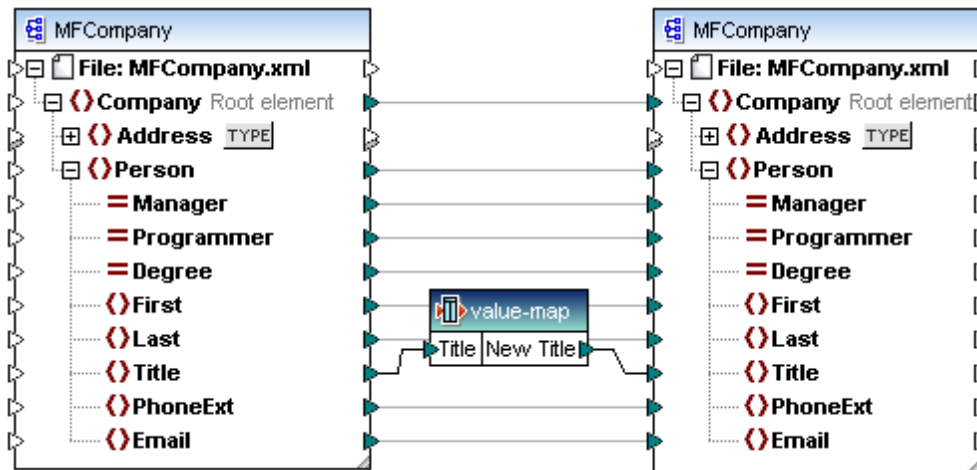 MFCompany
File: MFCompany.xml
Company Root element
Address TYPE
Person
Manager
Programmer
Degree
First
Last
Title
PhoneExt
Email
value-map
Title New Title
MFCompany
File: MFCompany.xml
Company Root element
Address TYPE
Person
Manager
Programmer
Degree
First
Last
Title
PhoneExt
Email